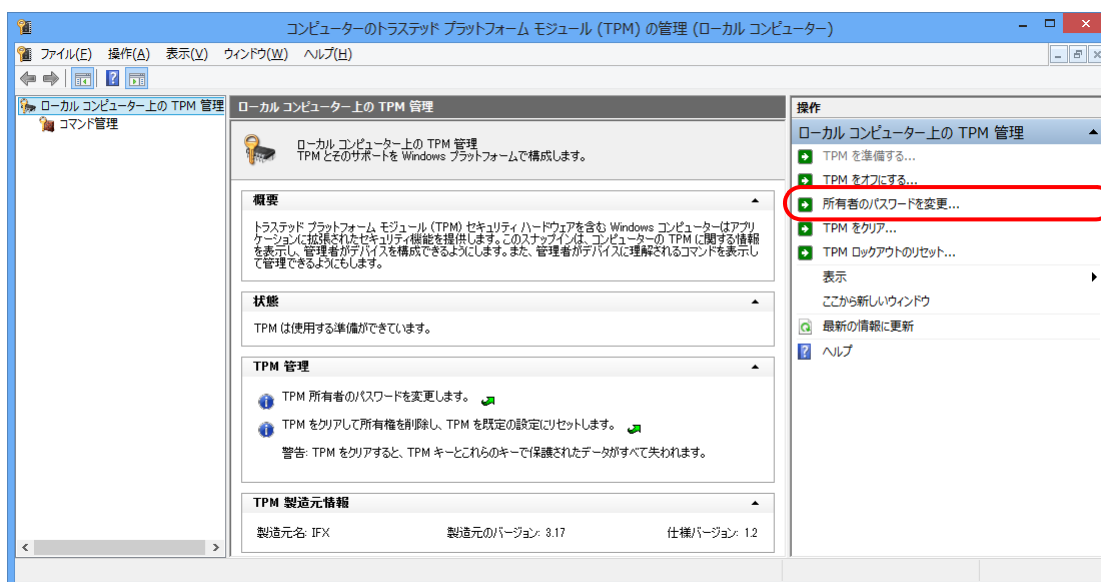 コンピューターのトラステッド プラットフォーム モジュール (TPM) の管理 (ローカル コンピューター)
ファイル(F) 操作(A) 表示(V) ウィンドウ(W) ヘルプ(H)
ローカル コンピューター上の TPM 管理
コマンド管理
ローカル コンピューター上の TPM 管理
ローカル コンピューター上の TPM 管理
TPM とそのサポートを Windows プラットフォームで構成します。
概要
トラステッド プラットフォーム モジュール (TPM) セキュリティ ハードウェアを含む Windows コンピューターはアプリ
ケーションに拡張されたセキュリティ機能を提供します。このスナップインは、コンピューターの TPM に関する情報
を表示し、管理者がデバイスを構成できるようにします。また、管理者がデバイスに理解されるコマンドを表示し
て管理できるようにもします。
状態
TPM は使用する準備ができています。
TPM 管理
TPM 所有者のパスワードを変更します。
TPM をクリアして所有権を削除し、TPM を既定の設定にリセットします。
警告: TPM をクリアすると、TPM キーとこれらのキーで保護されたデータがすべて失われます。
TPM 製造元情報
製造元名: IFX 製造元のバージョン: 3.17 仕様バージョン: 1.2
操作
ローカル コンピューター上の TPM 管理
TPM を準備する...
TPM をオフにする...
所有者のパスワードを変更...
TPM をクリア...
TPM ロックアウトのリセット...
表示
ここから新しいウィンドウ
最新の情報に更新
ヘルプ